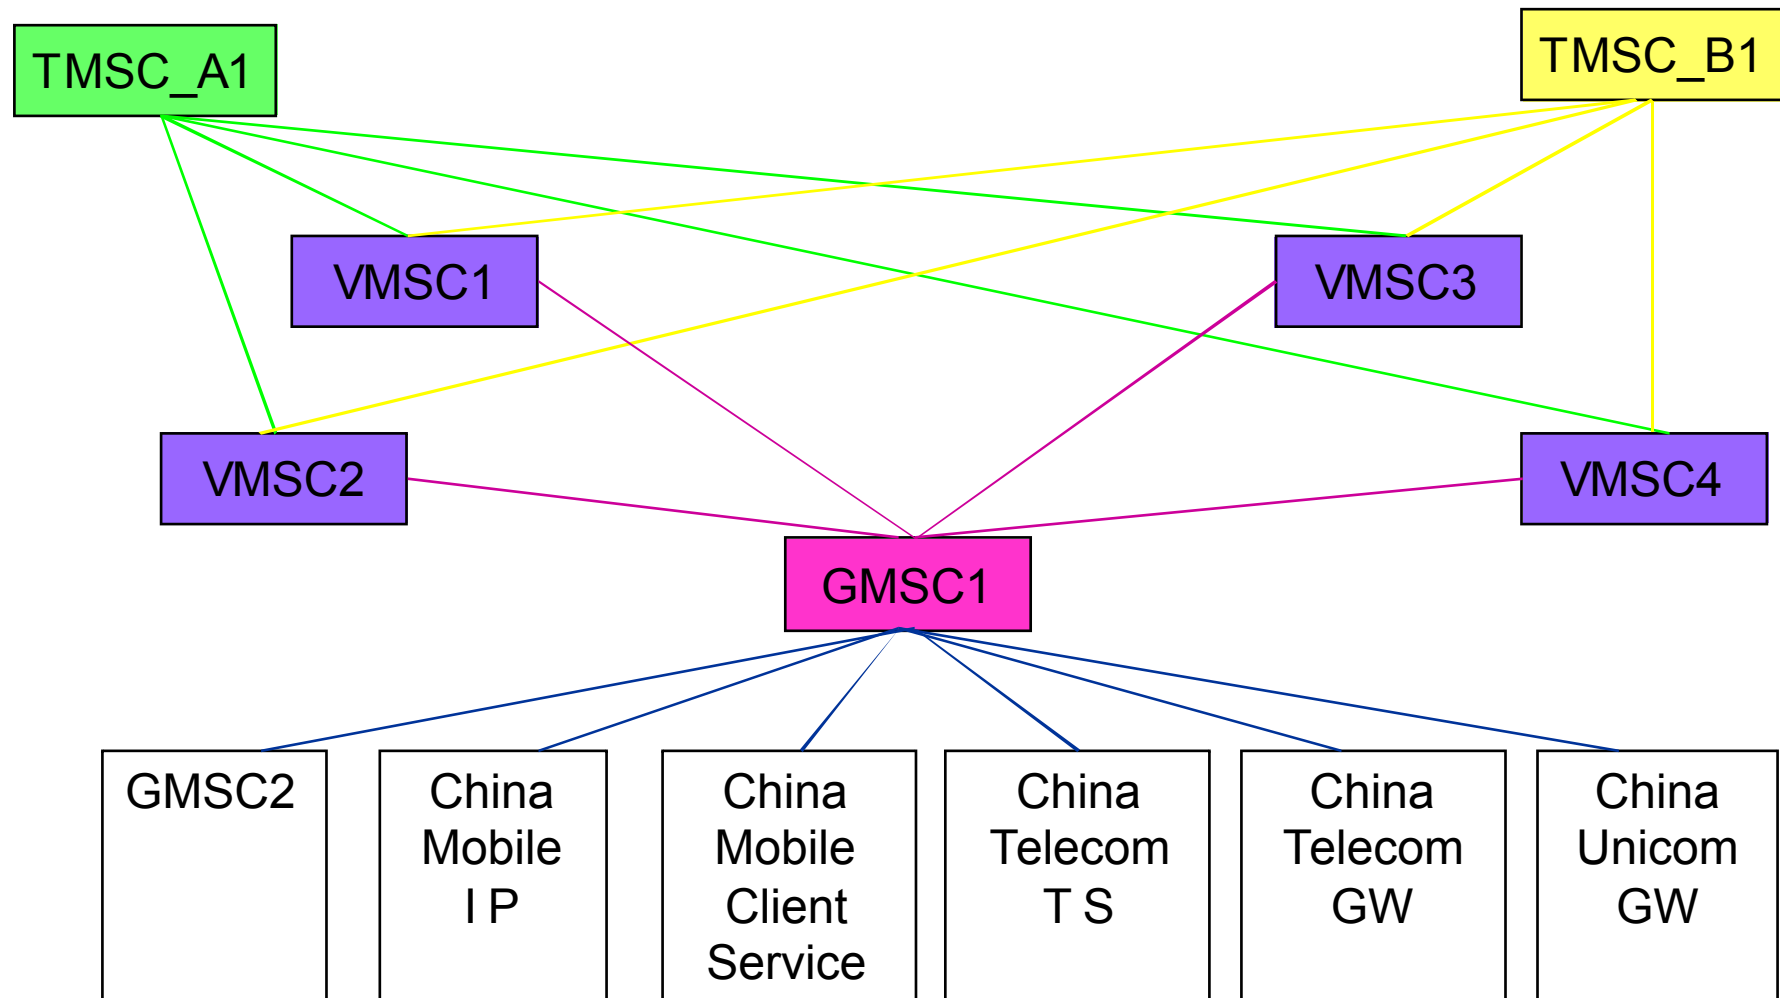 TMSC_A1
TMSC_B1
VMSC1
VMSC3
VMSC2
VMSC4
GMSC1
GMSC2
China
Mobile
I P
China
Mobile
Client
Service
China
Telecom
T S
China
Telecom
GW
China
Unicom
GW